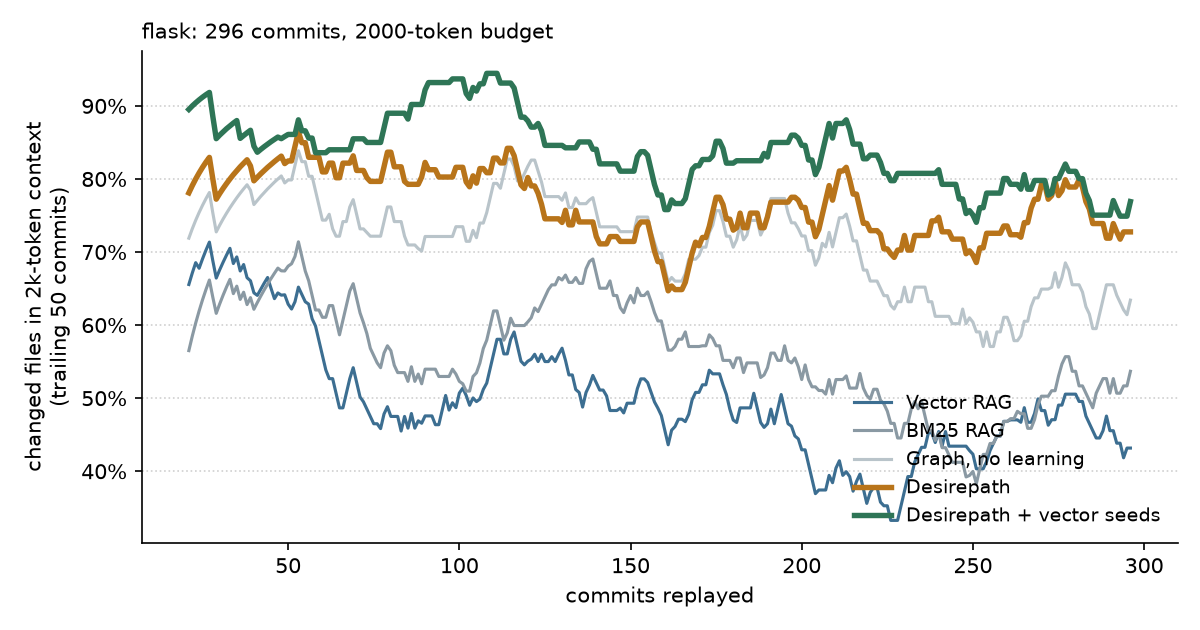 flask: 296 commits, 2000-token budget
changed files in 2k-token context
(trailing 50 commits)
90%
80%
70%
60%
50%
40%
Vector RAG
BM25 RAG
Graph, no learning
Desirepath
Desirepath + vector seeds
50
100
150
200
250
300
commits replayed